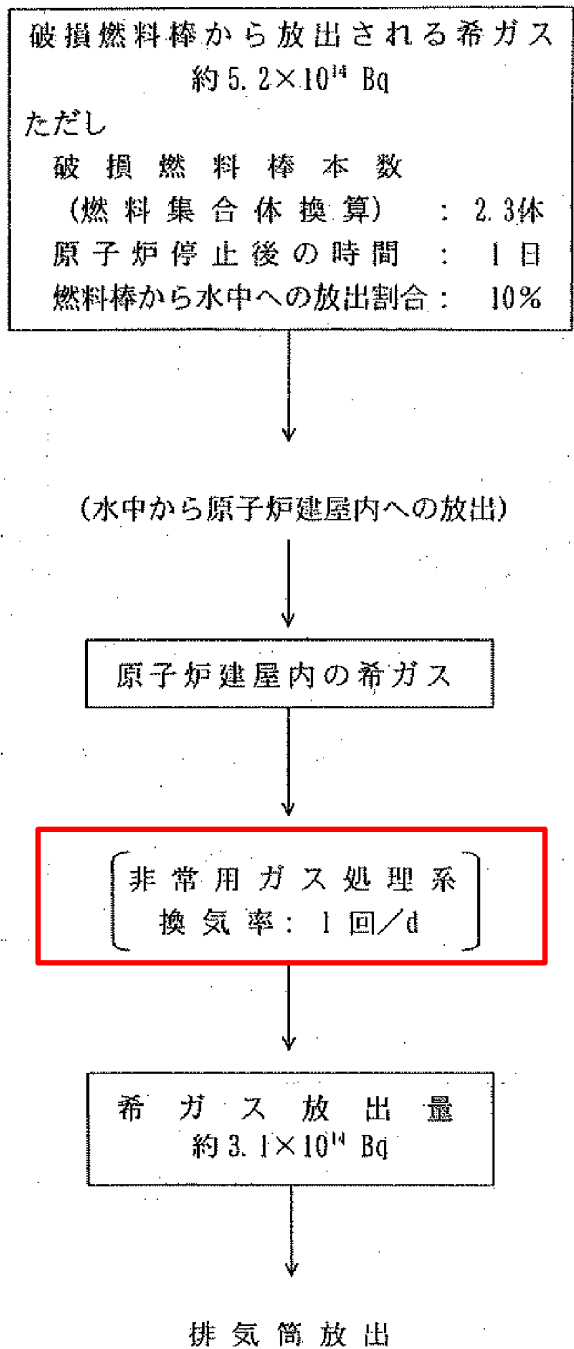 破損燃料棒から放出される希ガス
約5.2×10¹⁴ Bq
ただし
破損燃料棒本数
(燃料集合体換算) : 2.3体
原子炉停止後の時間 : 1日
燃料棒から水中への放出割合: 10%
(水中から原子炉建屋内への放出)
原子炉建屋内の希ガス
非常用ガス処理系
換気率: 1回/d
希ガス放出量
約3.1×10¹⁴ Bq
排気筒放出